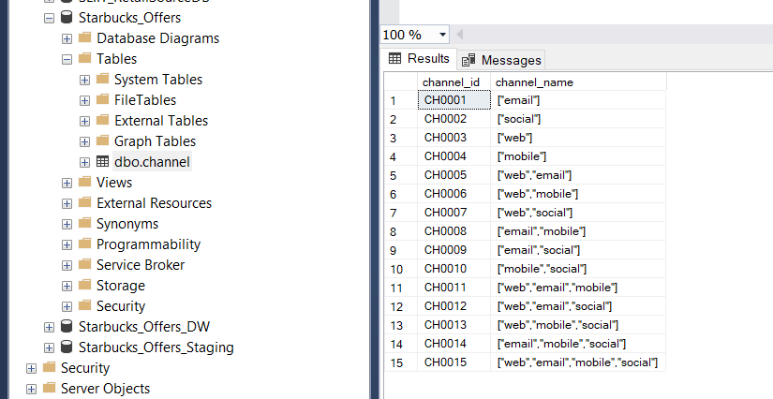 Starbucks_Offers
Database Diagrams
Tables
System Tables
FileTables
External Tables
Graph Tables
dbo.channel
Views
External Resources
Synonyms
Programmability
Service Broker
Storage
Security
Starbucks_Offers_DW
Starbucks_Offers_Staging
Security
Server Objects
100 %
Results Messages
channel_id channel_name
1 CH0001 ["email"]
2 CH0002 ["social"]
3 CH0003 ["web"]
4 CH0004 ["mobile"]
5 CH0005 ["web","email"]
6 CH0006 ["web","mobile"]
7 CH0007 ["web","social"]
8 CH0008 ["email","mobile"]
9 CH0009 ["email","social"]
10 CH0010 ["mobile","social"]
11 CH0011 ["web","email","mobile"]
12 CH0012 ["web","email","social"]
13 CH0013 ["web","mobile","social"]
14 CH0014 ["email","mobile","social"]
15 CH0015 ["web","email","mobile","social"]